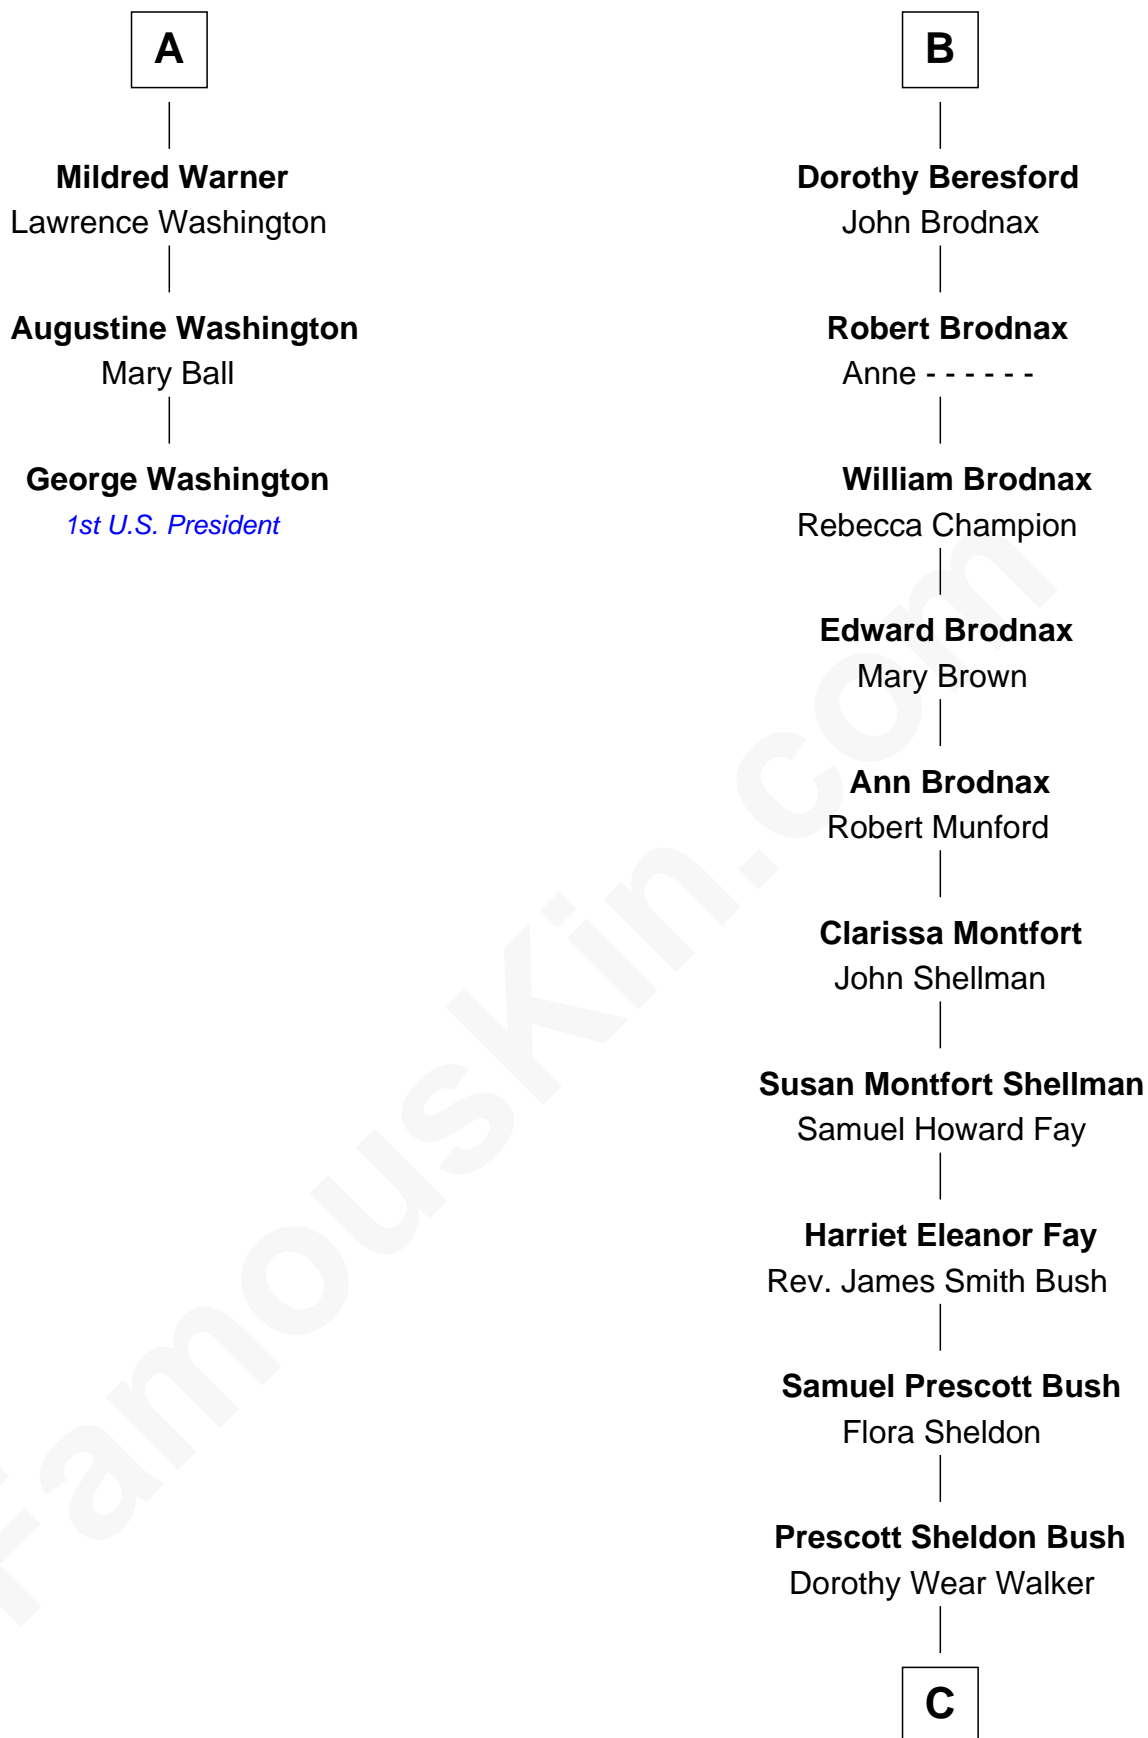 A
Mildred Warner
Lawrence Washington
Augustine Washington
Mary Ball
George Washington
1st U.S. President
B
Dorothy Beresford
John Brodnax
Robert Brodnax
Anne - - - - - -
William Brodnax
Rebecca Champion
Edward Brodnax
Mary Brown
Ann Brodnax
Robert Munford
Clarissa Montfort
John Shellman
Susan Montfort Shellman
Samuel Howard Fay
Harriet Eleanor Fay
Rev. James Smith Bush
Samuel Prescott Bush
Flora Sheldon
Prescott Sheldon Bush
Dorothy Wear Walker
C
FamousKin.com